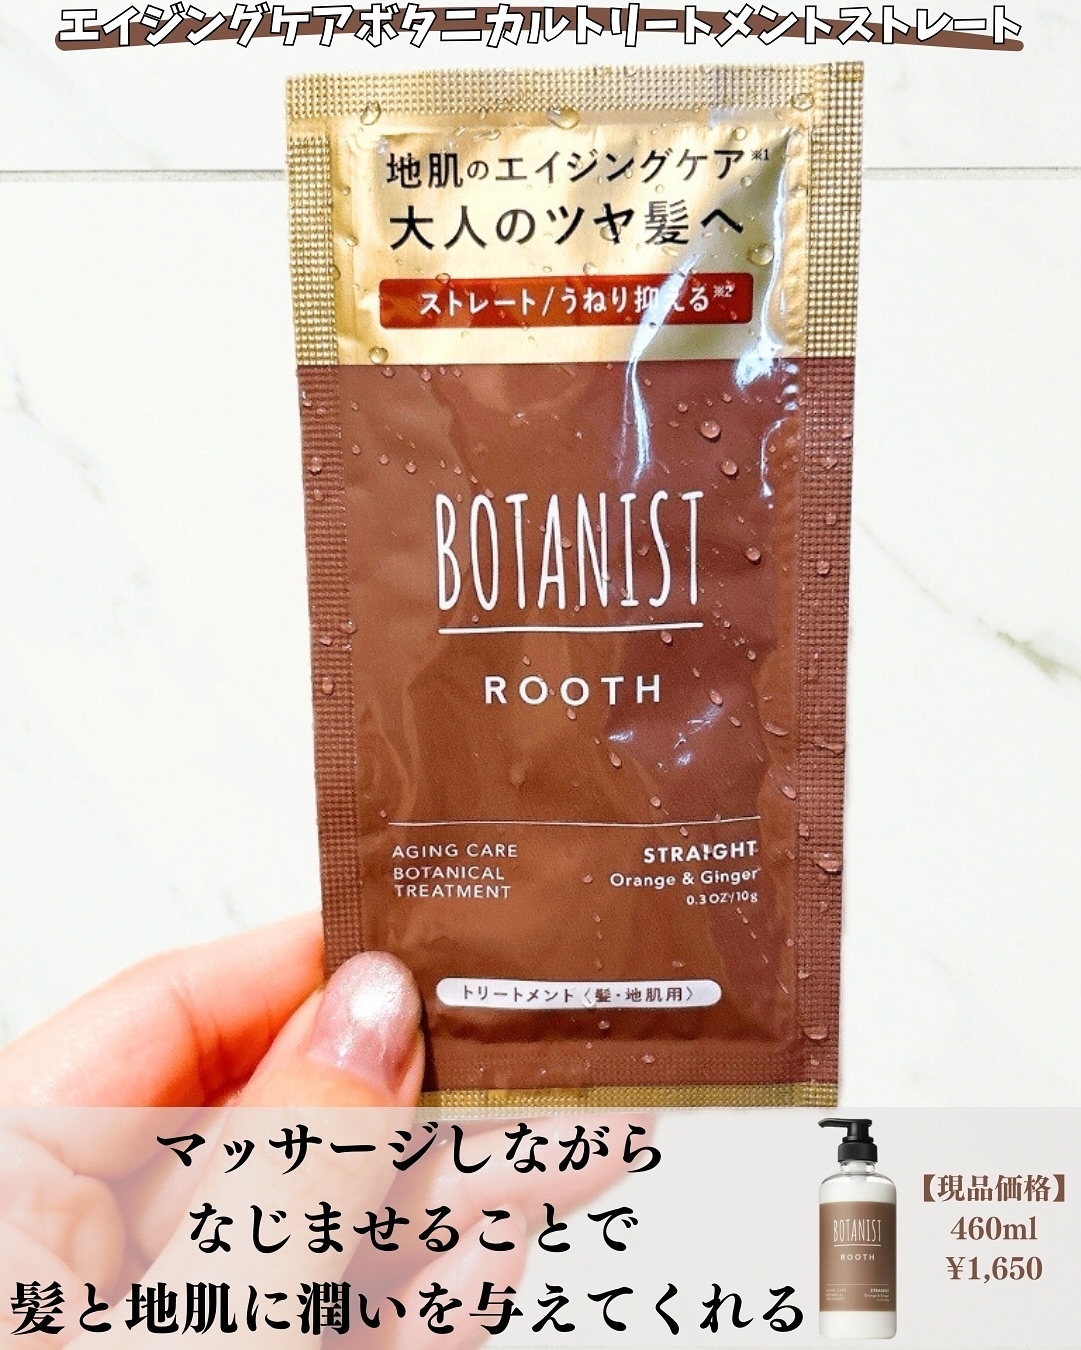 エイジングケアボタニカルトリートメントストレート
地肌のエイジングケア※1
大人のツヤ髪へ
ストレート/うねり抑える※2
BOTANIST
ROOTH
AGING CARE
BOTANICAL
TREATMENT
STRAIGHT
Orange & Ginger
0.3 OZ/10g
トリートメント〈髪・地肌用〉
マッサージしながら
なじませることで
髪と地肌に潤いを与えてくれる
BOTANIST
ROOTH
STRAIGHT
【現品価格】
460ml
¥1,650